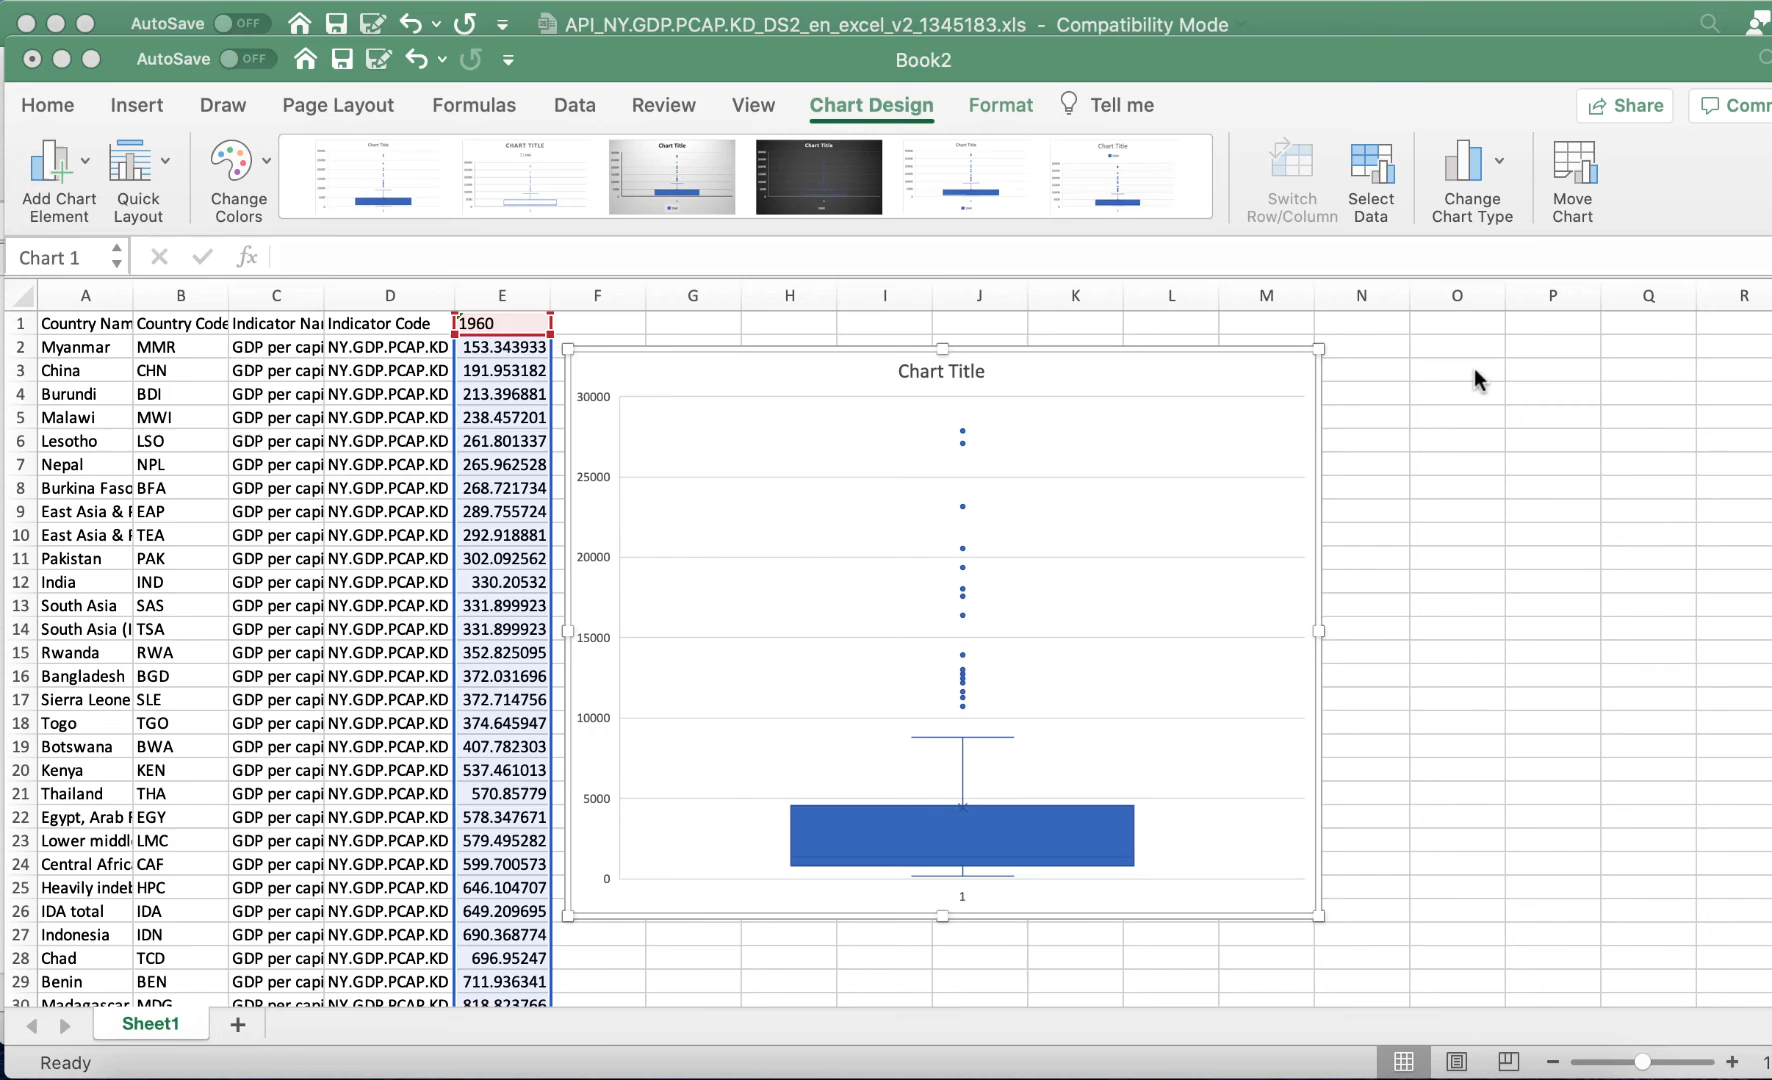 AutoSave OFF API_NY.GDP.PCAP.KD_DS2_en_excel_v2_1345183.xls - Compatibility Mode
AutoSave OFF Book2
Home Insert Draw Page Layout Formulas Data Review View Chart Design Format Tell me Share Comm
Add Chart Element
Quick Layout
Change Colors
Chart Title
CHART TITLE
Chart Title
Chart Title
Chart Title
Chart Title
Switch Row/Column
Select Data
Change Chart Type
Move Chart
Chart 1 fx
A B C D E F G H I J K L M N O P Q R
1 Country Nam Country Code Indicator Nar Indicator Code 1960
2 Myanmar MMR GDP per capi NY.GDP.PCAP.KD 153.343933
3 China CHN GDP per capi NY.GDP.PCAP.KD 191.953182
4 Burundi BDI GDP per capi NY.GDP.PCAP.KD 213.396881
5 Malawi MWI GDP per capi NY.GDP.PCAP.KD 238.457201
6 Lesotho LSO GDP per capi NY.GDP.PCAP.KD 261.801337
7 Nepal NPL GDP per capi NY.GDP.PCAP.KD 265.962528
8 Burkina Faso BFA GDP per capi NY.GDP.PCAP.KD 268.721734
9 East Asia & P EAP GDP per capi NY.GDP.PCAP.KD 289.755724
10 East Asia & P TEA GDP per capi NY.GDP.PCAP.KD 292.918881
11 Pakistan PAK GDP per capi NY.GDP.PCAP.KD 302.092562
12 India IND GDP per capi NY.GDP.PCAP.KD 330.20532
13 South Asia SAS GDP per capi NY.GDP.PCAP.KD 331.899923
14 South Asia (I TSA GDP per capi NY.GDP.PCAP.KD 331.899923
15 Rwanda RWA GDP per capi NY.GDP.PCAP.KD 352.825095
16 Bangladesh BGD GDP per capi NY.GDP.PCAP.KD 372.031696
17 Sierra Leone SLE GDP per capi NY.GDP.PCAP.KD 372.714756
18 Togo TGO GDP per capi NY.GDP.PCAP.KD 374.645947
19 Botswana BWA GDP per capi NY.GDP.PCAP.KD 407.782303
20 Kenya KEN GDP per capi NY.GDP.PCAP.KD 537.461013
21 Thailand THA GDP per capi NY.GDP.PCAP.KD 570.85779
22 Egypt, Arab R EGY GDP per capi NY.GDP.PCAP.KD 578.347671
23 Lower middl LMC GDP per capi NY.GDP.PCAP.KD 579.495282
24 Central Afric CAF GDP per capi NY.GDP.PCAP.KD 599.700573
25 Heavily indeb HPC GDP per capi NY.GDP.PCAP.KD 646.104707
26 IDA total IDA GDP per capi NY.GDP.PCAP.KD 649.209695
27 Indonesia IDN GDP per capi NY.GDP.PCAP.KD 690.368774
28 Chad TCD GDP per capi NY.GDP.PCAP.KD 696.95247
29 Benin BEN GDP per capi NY.GDP.PCAP.KD 711.936341
30 Madagascar MDG GDP per capi NY.GDP.PCAP.KD 818.823766
Chart Title
30000
25000
20000
15000
10000
5000
0
1
Sheet1
Ready 1